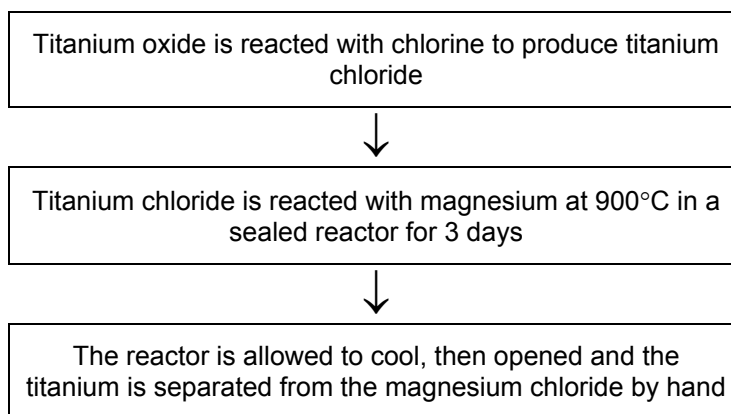 Titanium oxide is reacted with chlorine to produce titanium
chloride
Titanium chloride is reacted with magnesium at 900°C in a
sealed reactor for 3 days
The reactor is allowed to cool, then opened and the
titanium is separated from the magnesium chloride by hand